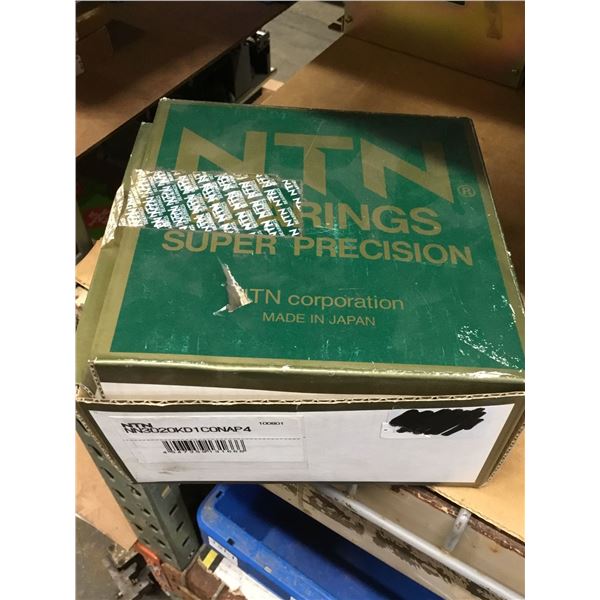 NTN®
RINGS
SUPER PRECISION
NTN corporation
MADE IN JAPAN
NTN
100801
NN3020KD1C0NAP4